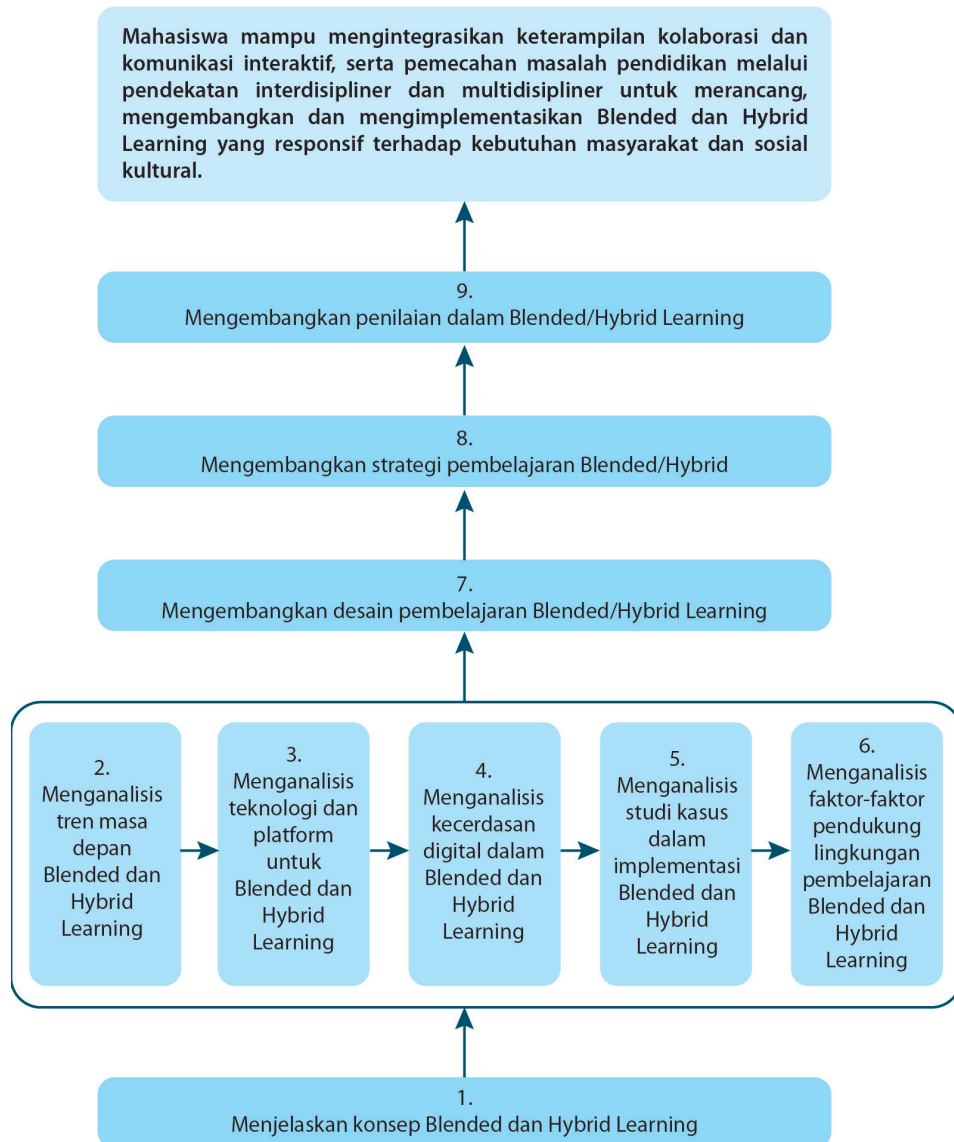 Mahasiswa mampu mengintegrasikan keterampilan kolaborasi dan
komunikasi interaktif, serta pemecahan masalah pendidikan melalui
pendekatan interdisipliner dan multidisipliner untuk merancang,
mengembangkan dan mengimplementasikan Blended dan Hybrid
Learning yang responsif terhadap kebutuhan masyarakat dan sosial
kultural.
9.
Mengembangkan penilaian dalam Blended/Hybrid Learning
8.
Mengembangkan strategi pembelajaran Blended/Hybrid
7.
Mengembangkan desain pembelajaran Blended/Hybrid Learning
2.
Menganalisis
tren masa
depan
Blended dan
Hybrid
Learning
3.
Menganalisis
teknologi dan
platform
untuk
Blended dan
Hybrid
Learning
4.
Menganalisis
kecerdasan
digital dalam
Blended dan
Hybrid
Learning
5.
Menganalisis
studi kasus
dalam
implementasi
Blended dan
Hybrid
Learning
6.
Menganalisis
faktor-faktor
pendukung
lingkungan
pembelajaran
Blended dan
Hybrid
Learning
1.
Menjelaskan konsep Blended dan Hybrid Learning